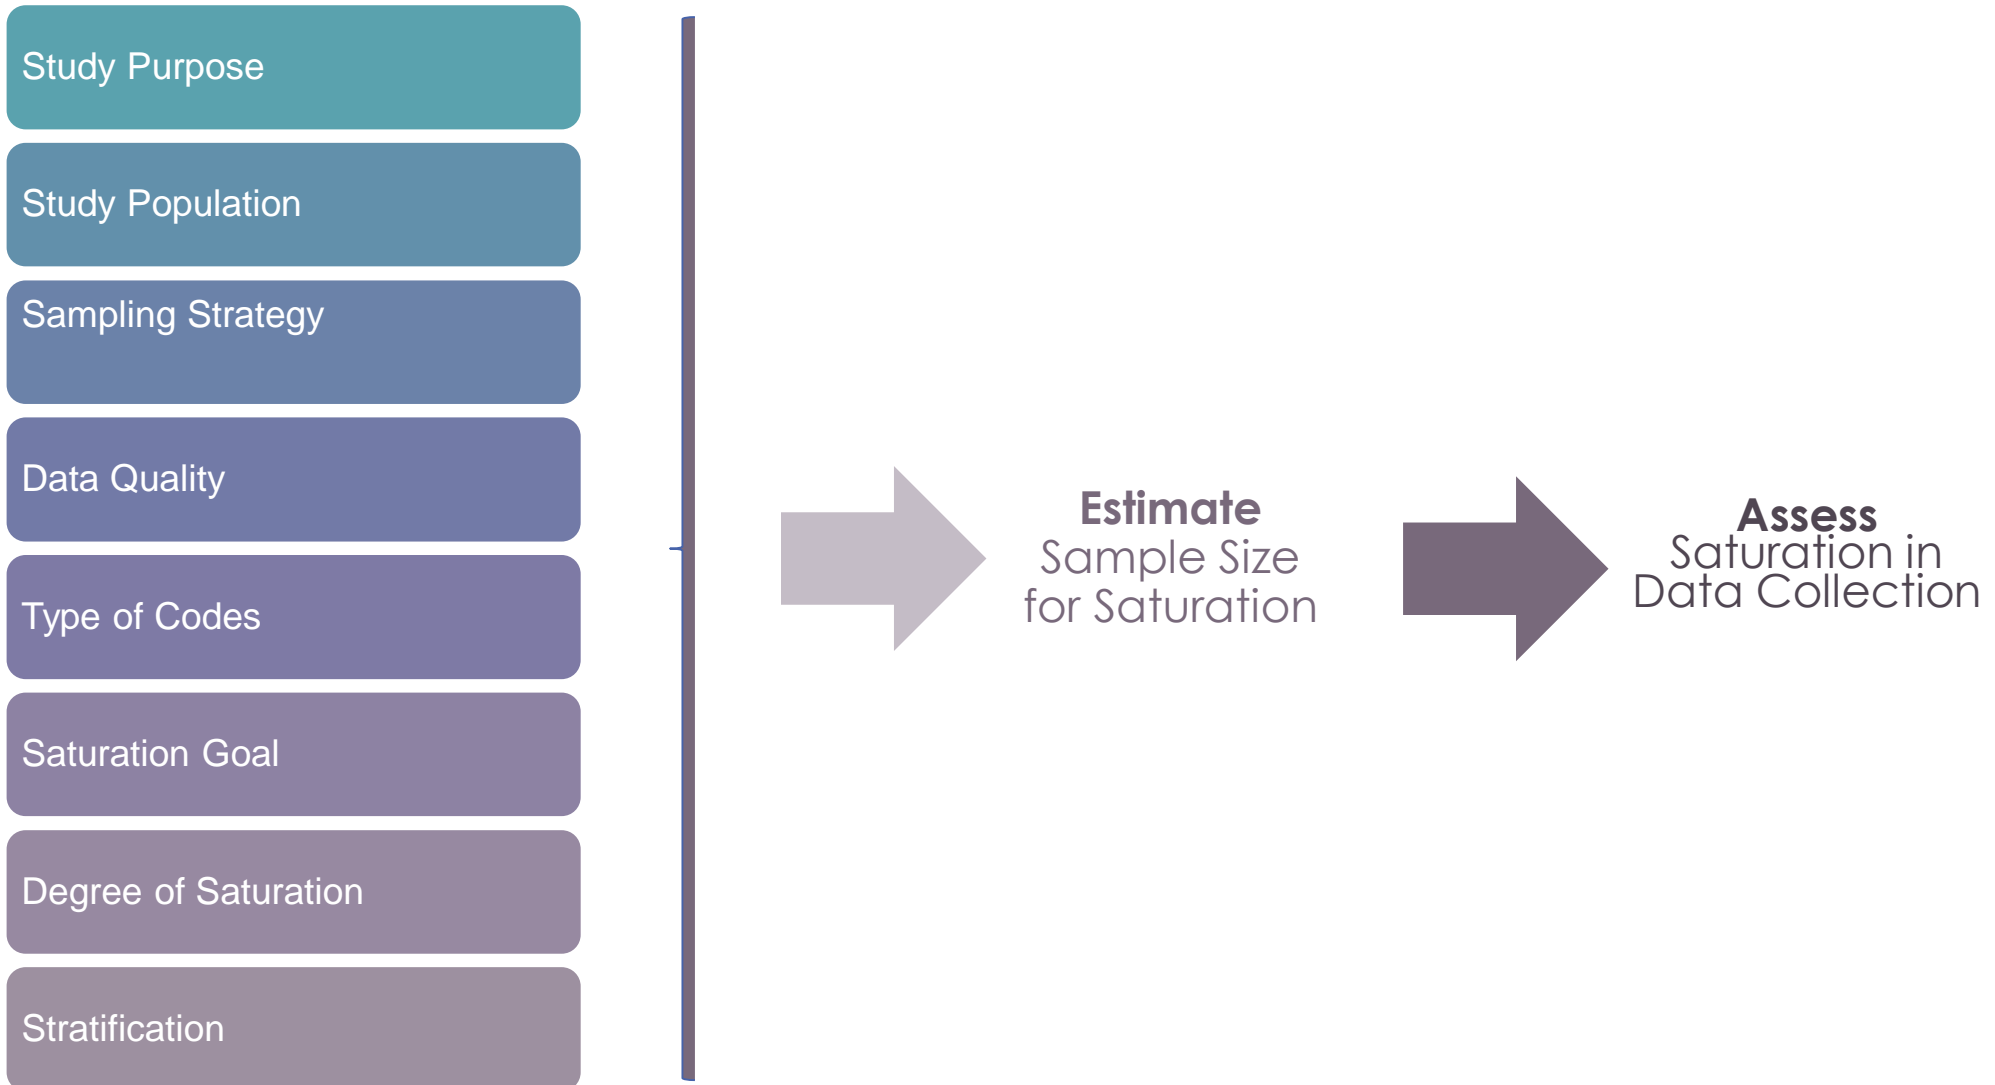 Study Purpose
Study Population
Sampling Strategy
Data Quality
Type of Codes
Saturation Goal
Degree of Saturation
Stratification
Estimate
Sample Size
for Saturation
Assess
Saturation in
Data Collection